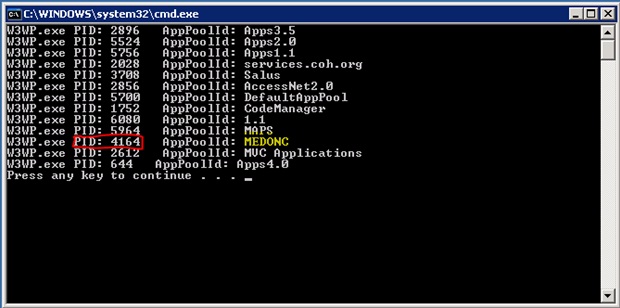 C:\WINDOWS\system32\cmd.exe
W3WP.exe PID: 2896   AppPoolId: Apps3.5
W3WP.exe PID: 5524   AppPoolId: Apps2.0
W3WP.exe PID: 5756   AppPoolId: Apps1.1
W3WP.exe PID: 2028   AppPoolId: services.coh.org
W3WP.exe PID: 3708   AppPoolId: Salus
W3WP.exe PID: 2856   AppPoolId: AccessNet2.0
W3WP.exe PID: 5700   AppPoolId: DefaultAppPool
W3WP.exe PID: 1752   AppPoolId: CodeManager
W3WP.exe PID: 6080   AppPoolId: 1.1
W3WP.exe PID: 5964   AppPoolId: MAPS
W3WP.exe PID: 4164   AppPoolId: MEDONC
W3WP.exe PID: 2612   AppPoolId: MVC Applications
W3WP.exe PID: 644   AppPoolId: Apps4.0
Press any key to continue . . . _